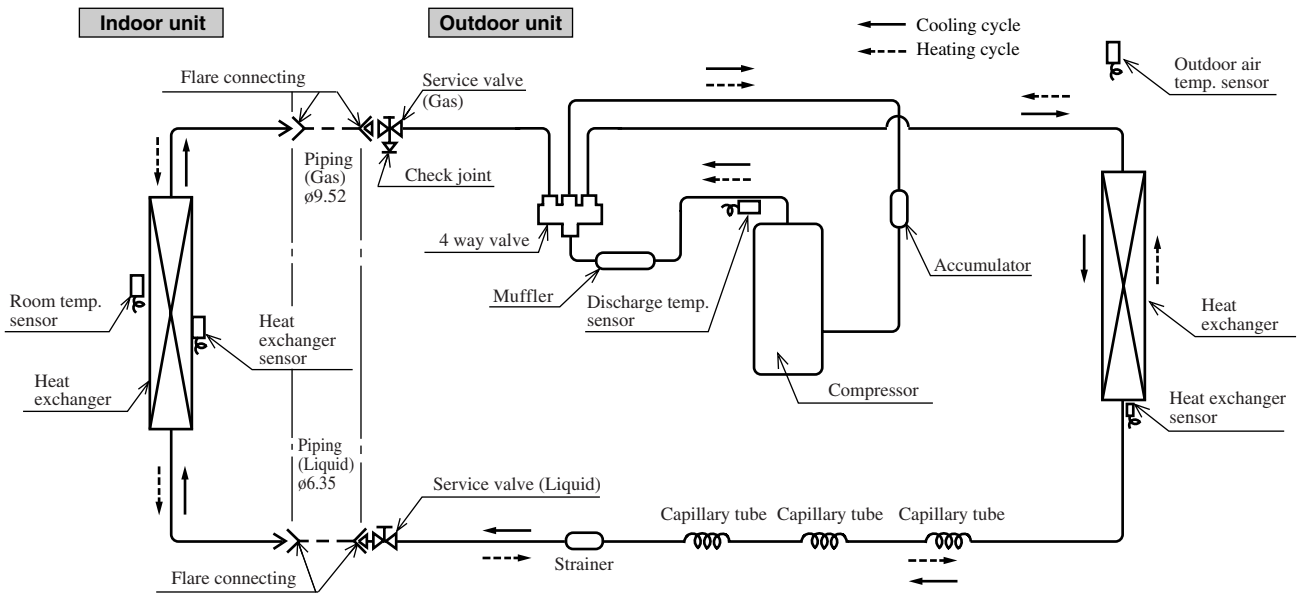 Indoor unit
Outdoor unit
Cooling cycle
Heating cycle
Flare connecting
Service valve
(Gas)
Outdoor air
temp. sensor
Piping
(Gas)
ø9.52
Check joint
4 way valve
Muffler
Discharge temp.
sensor
Accumulator
Room temp.
sensor
Heat
exchanger
sensor
Heat
exchanger
Heat
exchanger
Compressor
Heat exchanger
sensor
Piping
(Liquid)
ø6.35
Service valve (Liquid)
Capillary tube
Capillary tube
Capillary tube
Strainer
Flare connecting